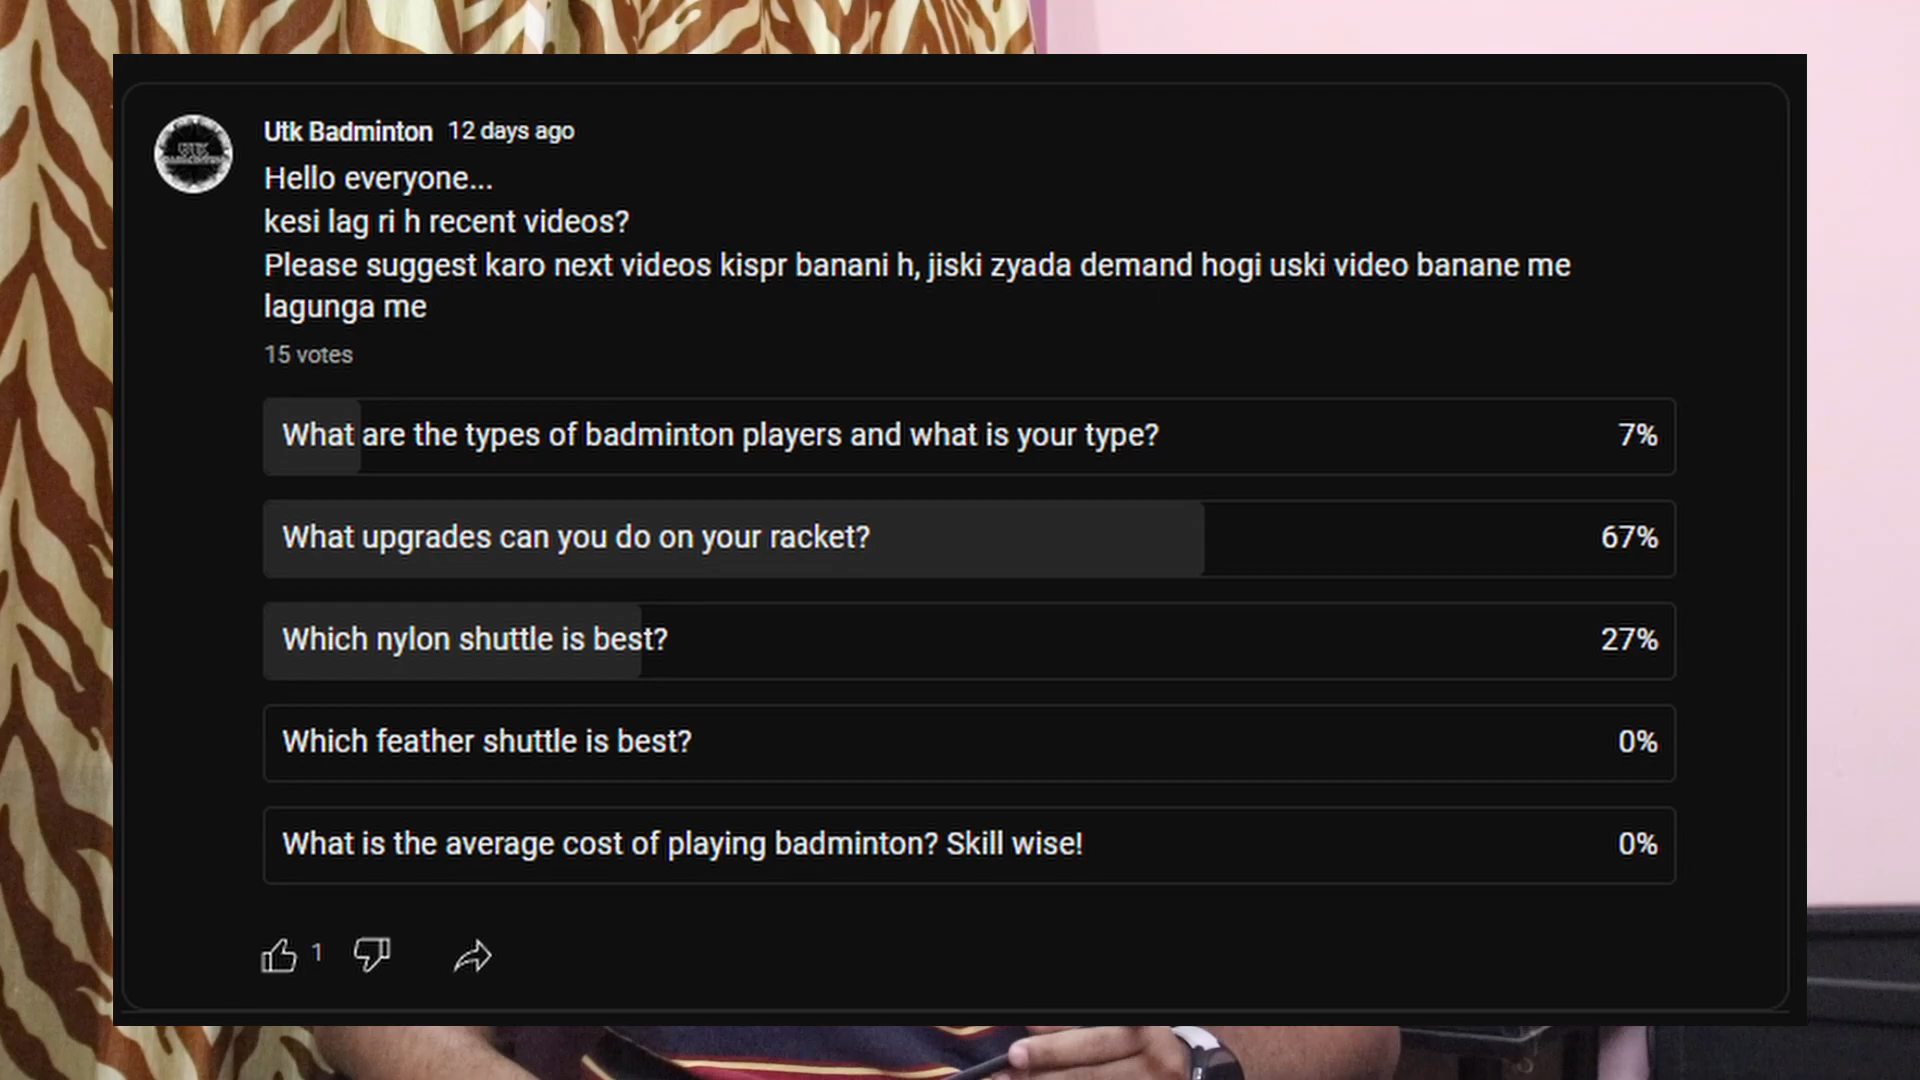 Utk Badminton 12 days ago
Hello everyone...
kesi lag ri h recent videos?
Please suggest karo next videos kispr banani h, jiski zyada demand hogi uski video banane me
lagunga me
15 votes
What are the types of badminton players and what is your type? 7%
What upgrades can you do on your racket? 67%
Which nylon shuttle is best? 27%
Which feather shuttle is best? 0%
What is the average cost of playing badminton? Skill wise! 0%
1